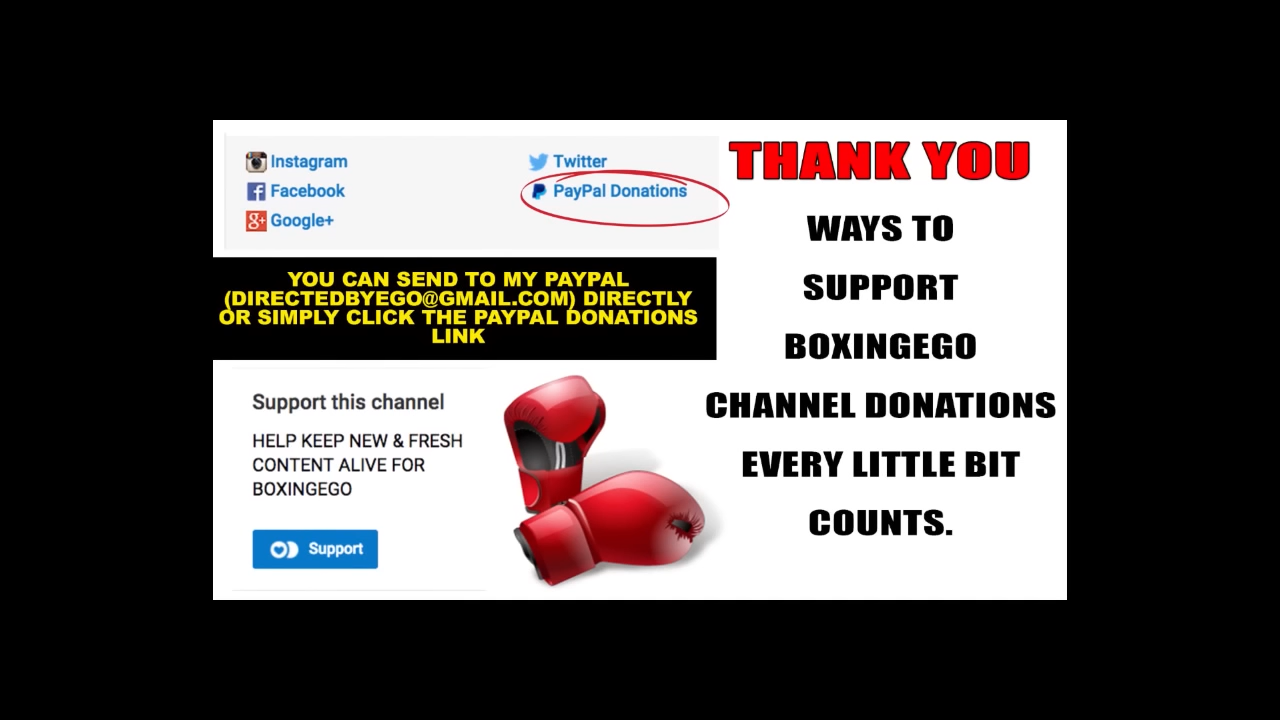 Instagram
Twitter
Facebook
PayPal Donations
Google+
YOU CAN SEND TO MY PAYPAL
(DIRECTEDBYEGO@GMAIL.COM) DIRECTLY
OR SIMPLY CLICK THE PAYPAL DONATIONS
LINK
Support this channel
HELP KEEP NEW & FRESH
CONTENT ALIVE FOR
BOXINGEGO
Support
THANK YOU
WAYS TO
SUPPORT
BOXINGEGO
CHANNEL DONATIONS
EVERY LITTLE BIT
COUNTS.